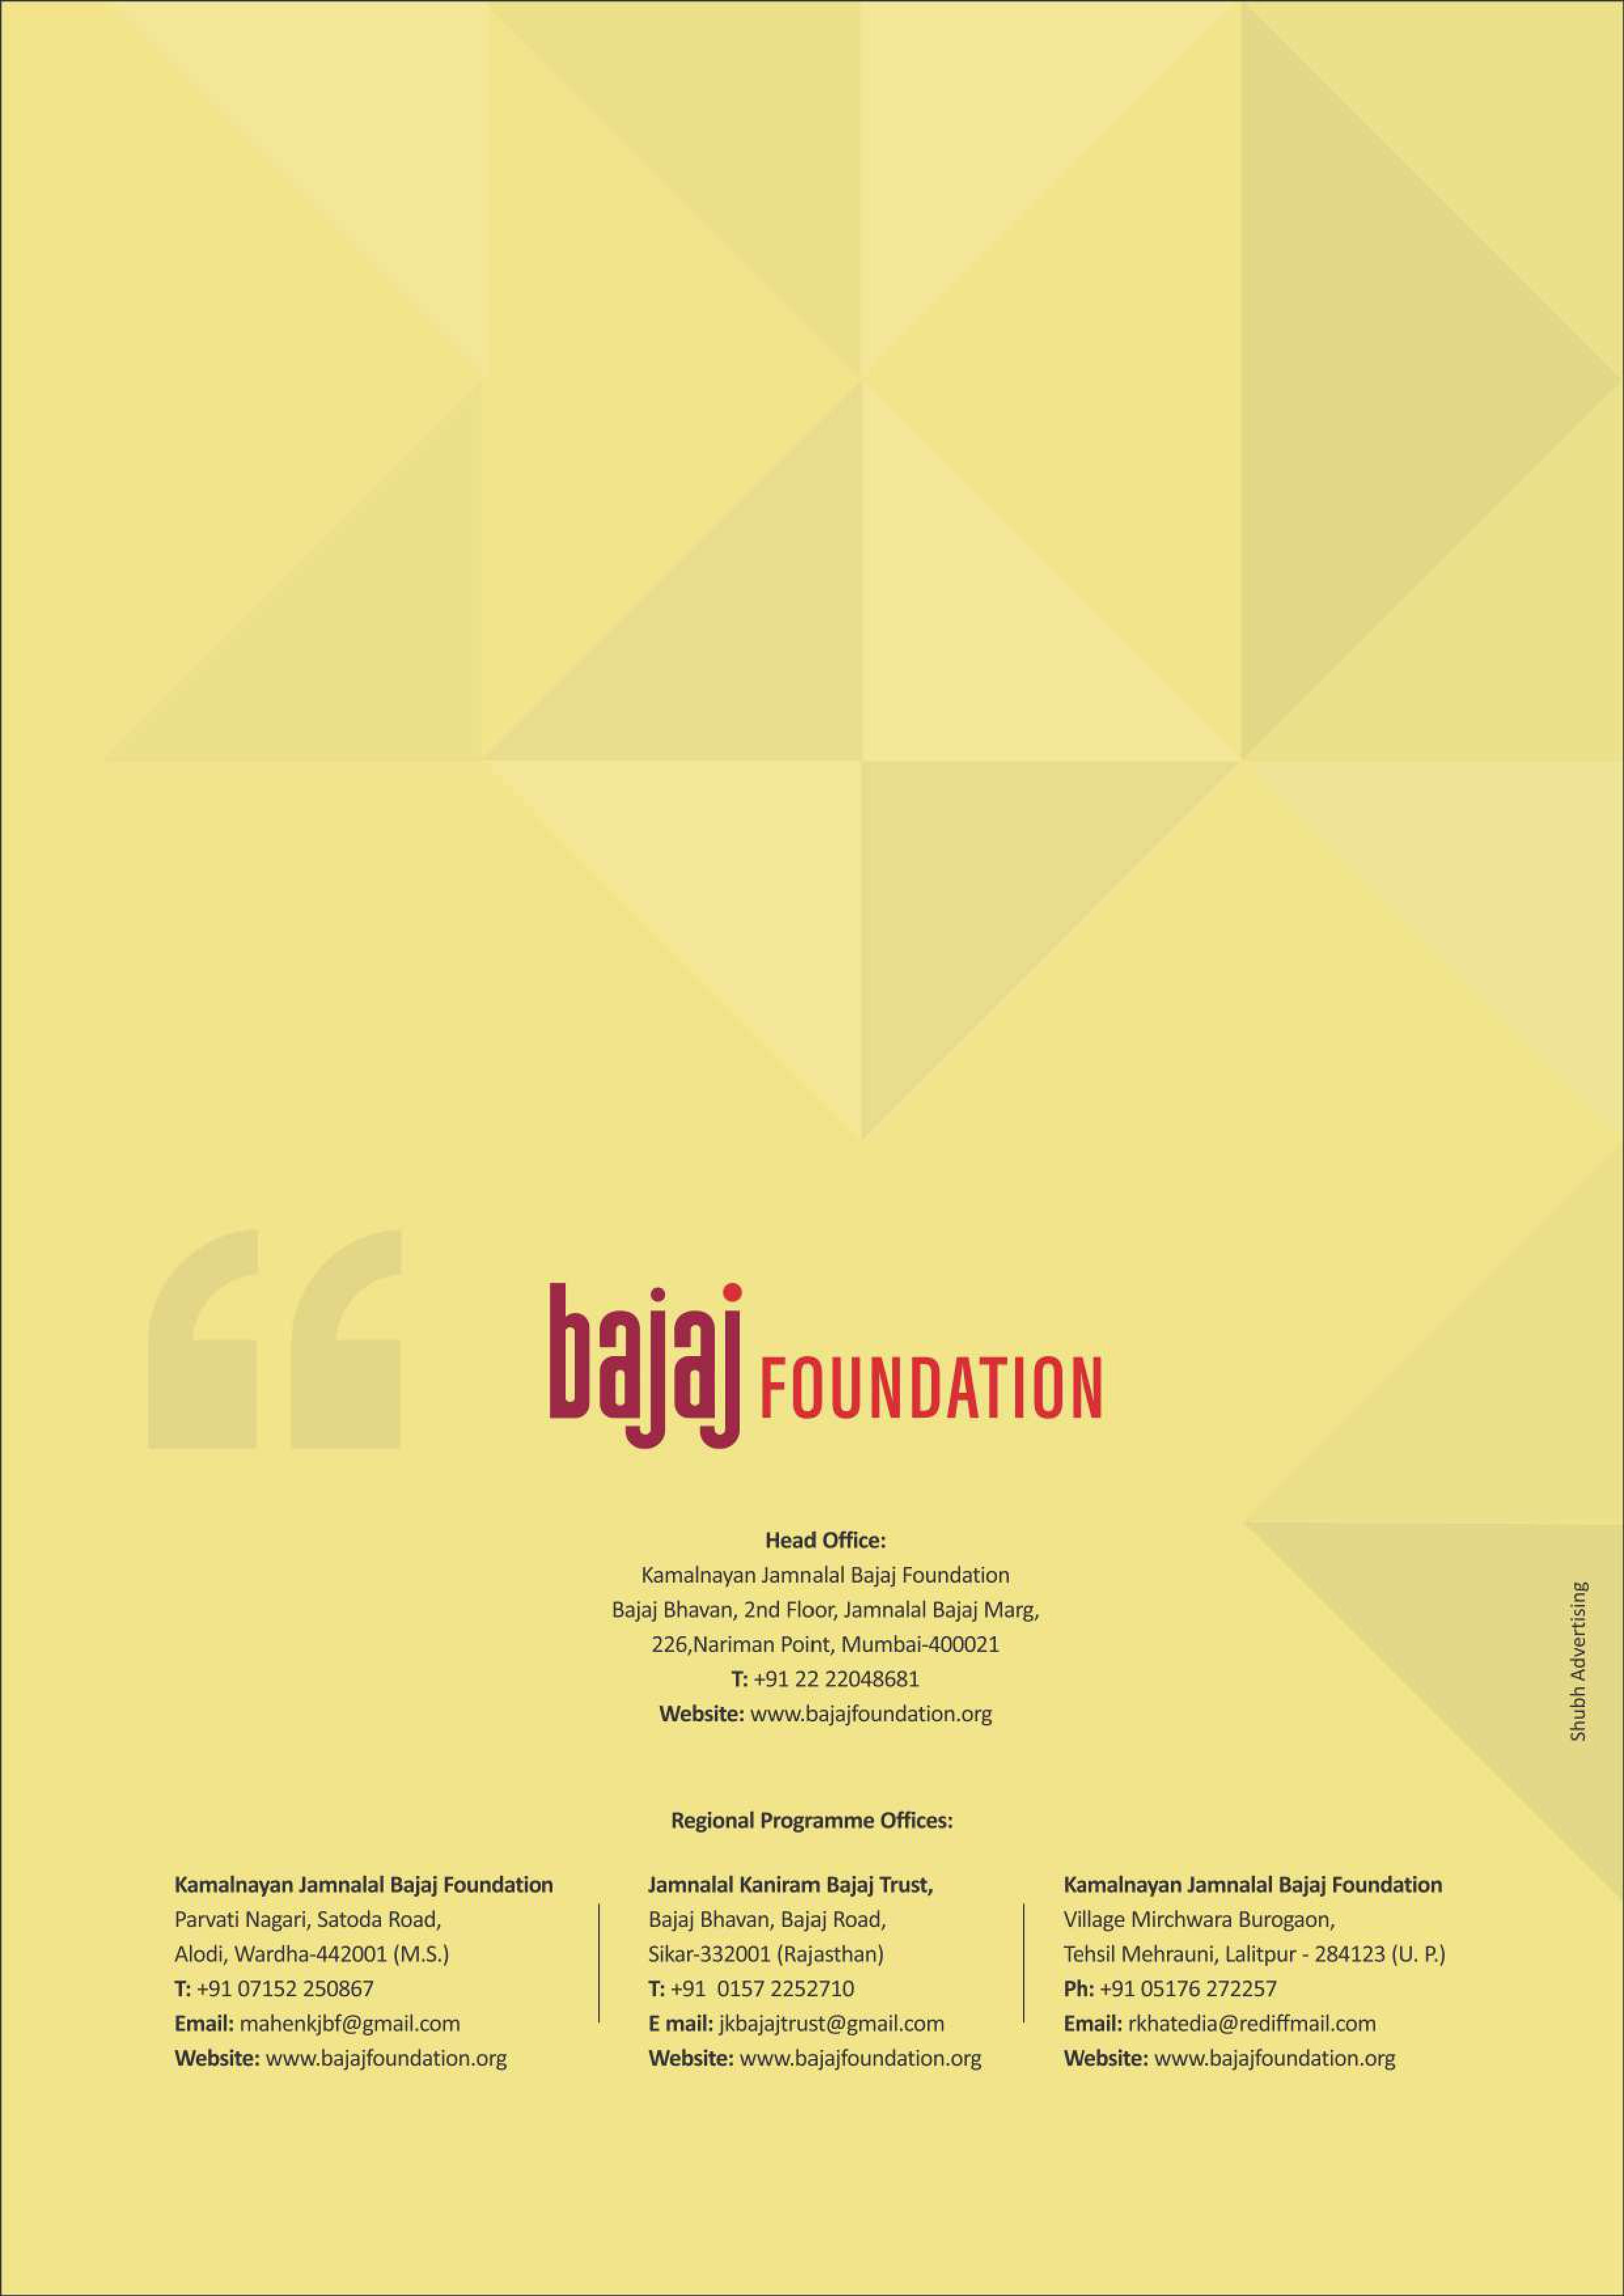 “
bajaj FOUNDATION
Head Office:
Kamalnayan Jamnalal Bajaj Foundation
Bajaj Bhavan, 2nd Floor, Jamnalal Bajaj Marg,
226,Nariman Point, Mumbai-400021
T: +91 22 22048681
Website: www.bajajfoundation.org
Shubh Advertising
Regional Programme Offices:
Kamalnayan Jamnalal Bajaj Foundation
Parvati Nagari, Satoda Road,
Alodi, Wardha-442001 (M.S.)
T: +91 07152 250867
Email: mahenkjbf@gmail.com
Website: www.bajajfoundation.org
Jamnalal Kaniram Bajaj Trust,
Bajaj Bhavan, Bajaj Road,
Sikar-332001 (Rajasthan)
T: +91 0157 2252710
E mail: jkbajajtrust@gmail.com
Website: www.bajajfoundation.org
Kamalnayan Jamnalal Bajaj Foundation
Village Mirchwara Burogaon,
Tehsil Mehrauni, Lalitpur - 284123 (U. P.)
Ph: +91 05176 272257
Email: rkhatedia@rediffmail.com
Website: www.bajajfoundation.org